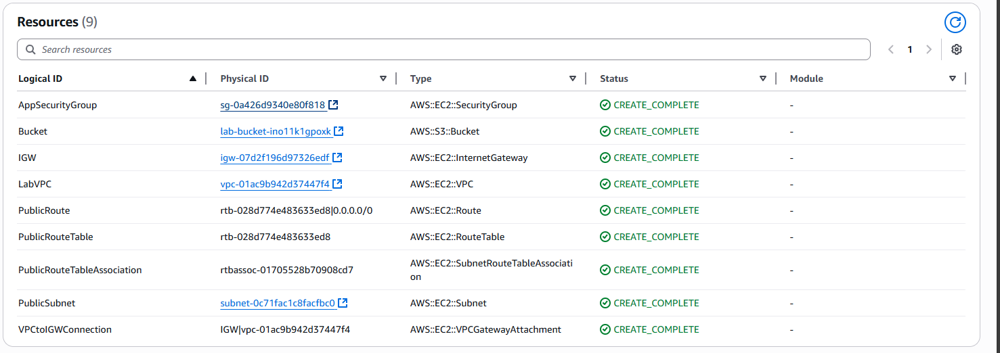 Resources (9)
Search resources
1
Logical ID Physical ID Type Status Module
AppSecurityGroup sg-0a426d9340e80f818 AWS::EC2::SecurityGroup CREATE_COMPLETE -
Bucket lab-bucket-ino11k1gpoxk AWS::S3::Bucket CREATE_COMPLETE -
IGW igw-07d2f196d97326edf AWS::EC2::InternetGateway CREATE_COMPLETE -
LabVPC vpc-01ac9b942d37447f4 AWS::EC2::VPC CREATE_COMPLETE -
PublicRoute rtb-028d774e483633ed8|0.0.0.0/0 AWS::EC2::Route CREATE_COMPLETE -
PublicRouteTable rtb-028d774e483633ed8 AWS::EC2::RouteTable CREATE_COMPLETE -
PublicRouteTableAssociation rtbassoc-01705528b70908cd7 AWS::EC2::SubnetRouteTableAssociati
on CREATE_COMPLETE -
PublicSubnet subnet-0c71fac1c8facfbc0 AWS::EC2::Subnet CREATE_COMPLETE -
VPCtoIGWConnection IGW|vpc-01ac9b942d37447f4 AWS::EC2::VPCGatewayAttachment CREATE_COMPLETE -